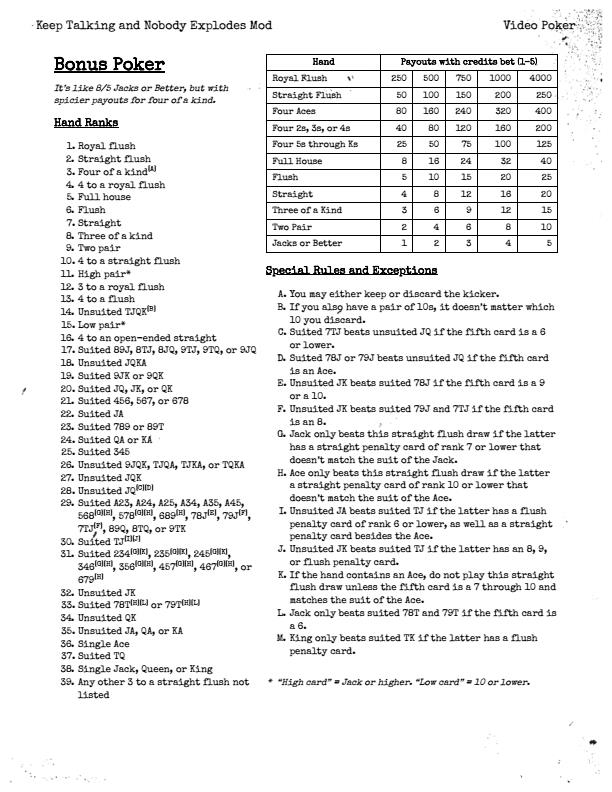 Keep Talking and Nobody Explodes Mod
Video Poker
Bonus Poker
It's like 8/5 Jacks or Better, but with
spicier payouts for four of a kind.
Hand Ranks
1. Royal flush
2. Straight flush
3. Four of a kind[A]
4. 4 to a royal flush
5. Full house
6. Flush
7. Straight
8. Three of a kind
9. Two pair
10. 4 to a straight flush
11. High pair*
12. 3 to a royal flush
13. 4 to a flush
14. Unsuited TJQK[B]
15. Low pair*
16. 4 to an open-ended straight
17. Suited 89J, 8TJ, 8JQ, 9TJ, 9TQ, or 9JQ
18. Unsuited JQKA
19. Suited 9JK or 9QK
20. Suited JQ, JK, or QK
21. Suited 456, 567, or 678
22. Suited JA
23. Suited 789 or 89T
24. Suited QA or KA
25. Suited 345
26. Unsuited 9JQK, TJQA, TJKA, or TQKA
27. Unsuited JQK
28. Unsuited JQ[C][D]
29. Suited A23, A24, A25, A34, A35, A45,
568[G][H], 578[G][H], 689[H], 78J[E], 79J[F],
7TJ[F], 89Q, 8TQ, or 9TK
30. Suited TJ[I][J]
31. Suited 234[G][K], 235[G][K], 245[G][K],
346[G][H], 356[G][H], 457[G][H], 467[G][H], or
679[H]
32. Unsuited JK
33. Suited 78T[H][L] or 79T[H][L]
34. Unsuited QK
35. Unsuited JA, QA, or KA
36. Single Ace
37. Suited TQ
38. Single Jack, Queen, or King
39. Any other 3 to a straight flush not
listed
Hand Payouts with credits bet (1-5)
Royal Flush 250 500 750 1000 4000
Straight Flush 50 100 150 200 250
Four Aces 80 160 240 320 400
Four 2s, 3s, or 4s 40 80 120 160 200
Four 5s through Ks 25 50 75 100 125
Full House 8 16 24 32 40
Flush 5 10 15 20 25
Straight 4 8 12 16 20
Three of a Kind 3 6 9 12 15
Two Pair 2 4 6 8 10
Jacks or Better 1 2 3 4 5
Special Rules and Exceptions
A. You may either keep or discard the kicker.
B. If you also have a pair of 10s, it doesn't matter which
10 you discard.
C. Suited 7TJ beats unsuited JQ if the fifth card is a 6
or lower.
D. Suited 78J or 79J beats unsuited JQ if the fifth card
is an Ace.
E. Unsuited JK beats suited 78J if the fifth card is a 9
or a 10.
F. Unsuited JK beats suited 79J and 7TJ if the fifth card
is an 8.
G. Jack only beats this straight flush draw if the latter
has a straight penalty card of rank 7 or lower that
doesn't match the suit of the Jack.
H. Ace only beats this straight flush draw if the latter
a straight penalty card of rank 10 or lower that
doesn't match the suit of the Ace.
I. Unsuited JA beats suited TJ if the latter has a flush
penalty card of rank 6 or lower, as well as a straight
penalty card besides the Ace.
J. Unsuited JK beats suited TJ if the latter has an 8, 9,
or flush penalty card.
K. If the hand contains an Ace, do not play this straight
flush draw unless the fifth card is a 7 through 10 and
matches the suit of the Ace.
L. Jack only beats suited 78T and 79T if the fifth card is
a 6.
M. King only beats suited TK if the latter has a flush
penalty card.
* "High card" = Jack or higher. "Low card" = 10 or lower.